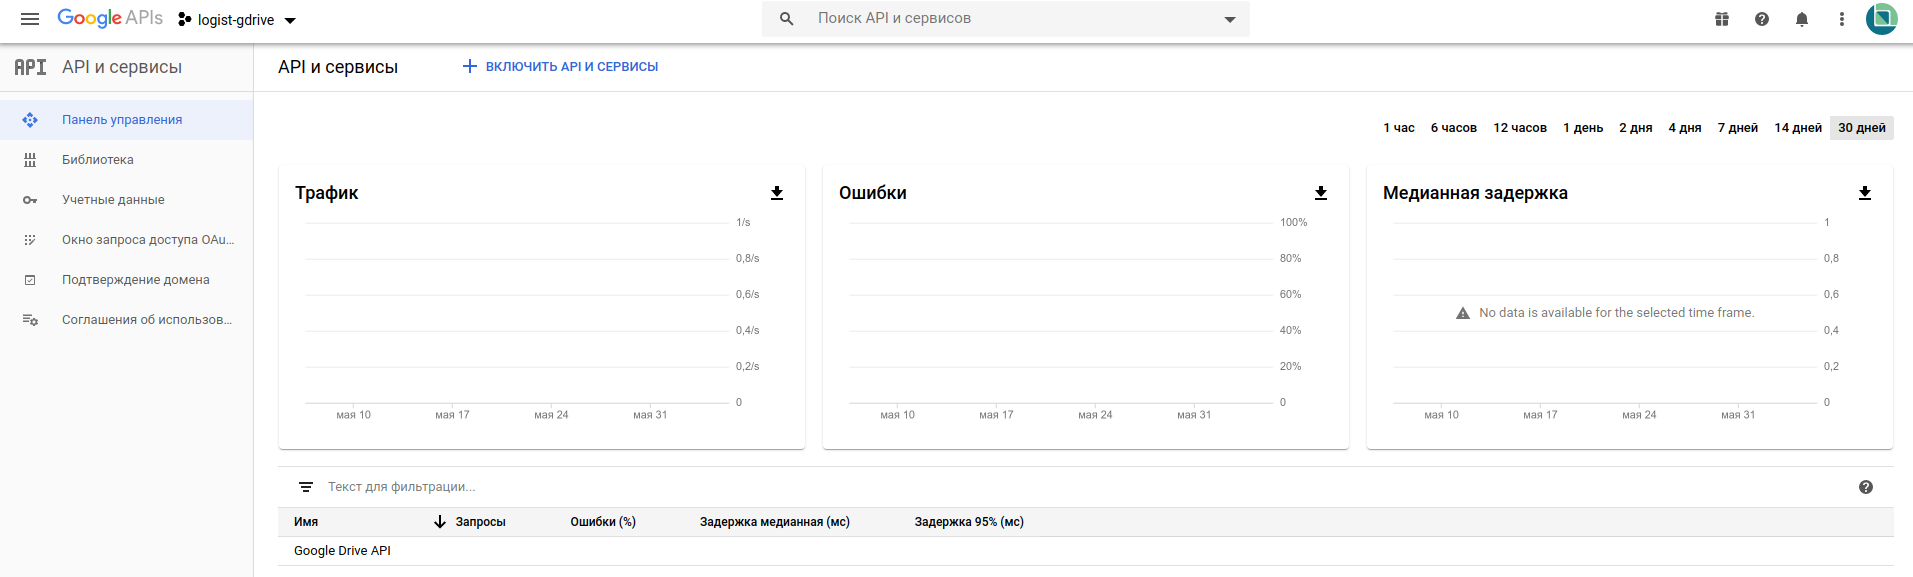 Google APIs logist-gdrive Поиск API и сервисов
API API и сервисы
API и сервисы + ВКЛЮЧИТЬ API И СЕРВИСЫ
Панель управления
Библиотека
Учетные данные
Окно запроса доступа OAu...
Подтверждение домена
Соглашения об использов...
1 час 6 часов 12 часов 1 день 2 дня 4 дня 7 дней 14 дней 30 дней
Трафик
1/s
0,8/s
0,6/s
0,4/s
0,2/s
0
мая 10 мая 17 мая 24 мая 31
Ошибки
100%
80%
60%
40%
20%
0
мая 10 мая 17 мая 24 мая 31
Медианная задержка
1
0,8
0,6
No data is available for the selected time frame.
0,4
0,2
0
мая 10 мая 17 мая 24 мая 31
Текст для фильтрации...
Имя Запросы Ошибки (%) Задержка медианная (мс) Задержка 95% (мс)
Google Drive API